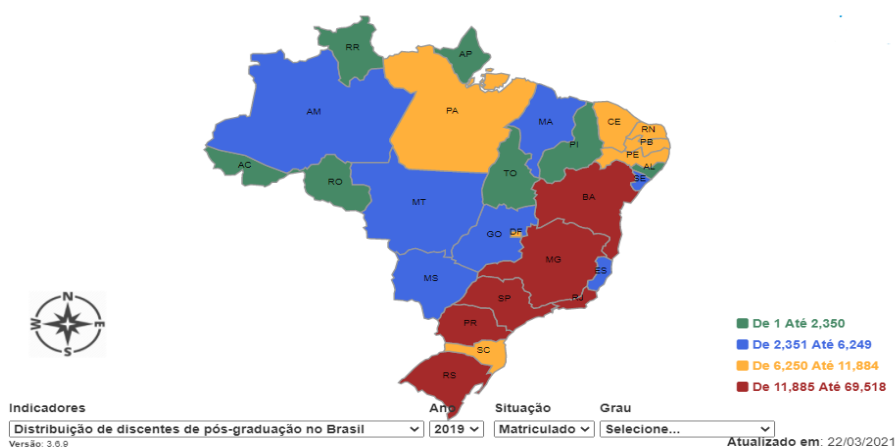 RR
AP
AM
PA
MA
CE
RN
PB
PE
PI
AL
SE
AC
RO
TO
BA
MT
GO
DF
MG
ES
MS
SP
RJ
PR
SC
RS
N
W
E
S
De 1 Até 2,350
De 2,351 Até 6,249
De 6,250 Até 11,884
De 11,885 Até 69,518
Indicadores Ano Situação Grau
Distribuição de discentes de pós-graduação no Brasil 2019 Matriculado Selecione...
Versão: 3.6.9 Atualizado em: 22/03/2021